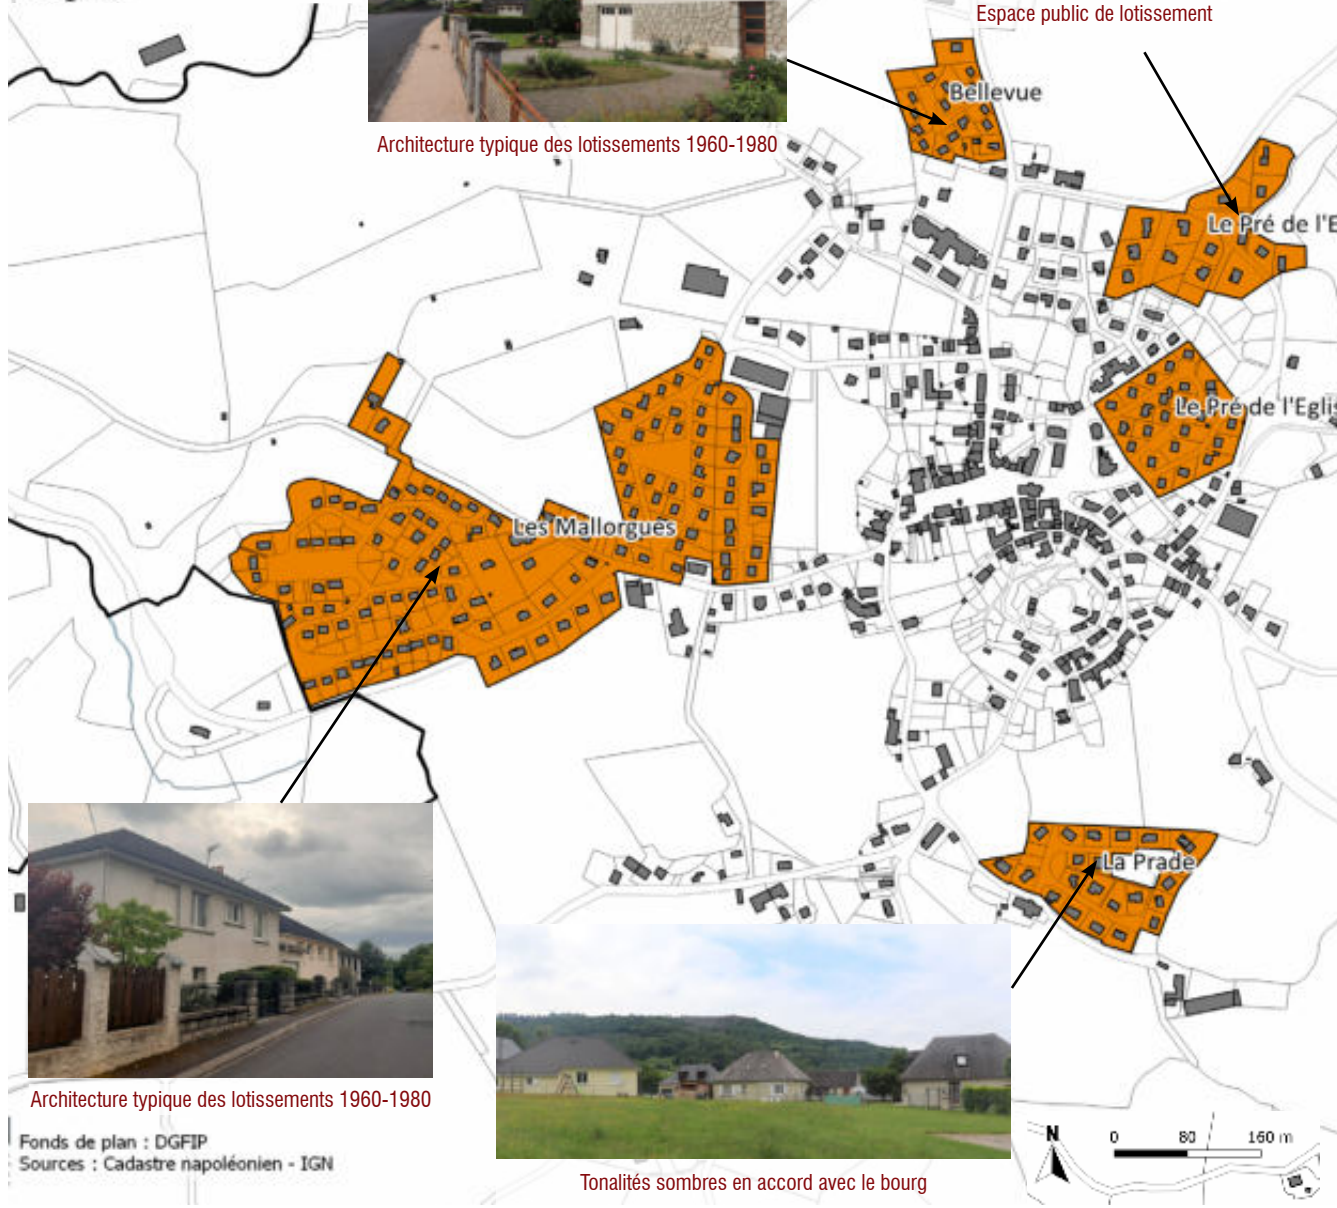 Espace public de lotissement
Bellevue
Architecture typique des lotissements 1960-1980
Le Pré de l'E
Le Pré de l'Eglis
Les Mallorgues
La Prade
Architecture typique des lotissements 1960-1980
Fonds de plan : DGFIP
Sources : Cadastre napoléonien - IGN
Tonalités sombres en accord avec le bourg
N
0 80 160 m